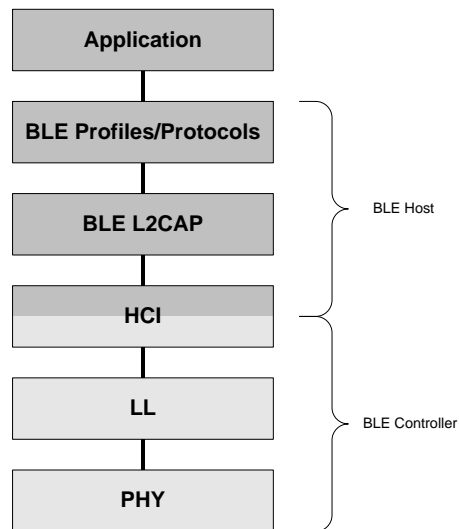 Application
BLE Profiles/Protocols
BLE Host
BLE L2CAP
HCI
LL
BLE Controller
PHY